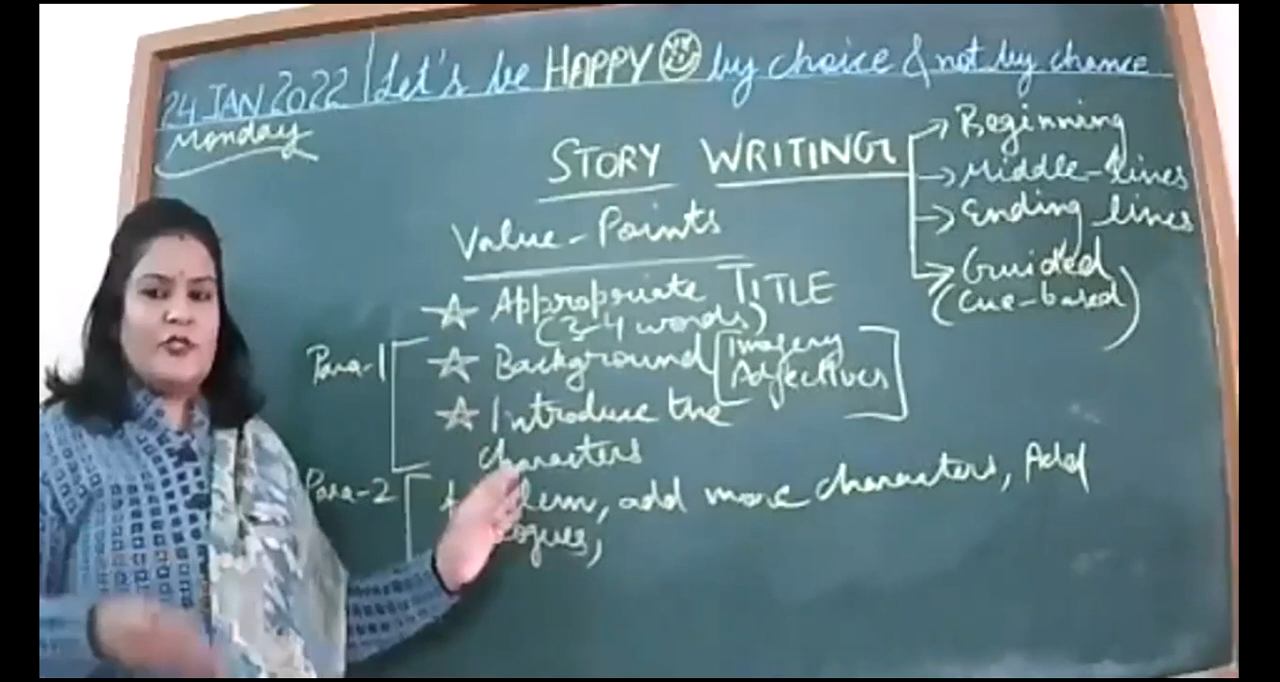 24 JAN 2022 | Let's be HAPPY by choice & not by chance
Monday
STORY WRITING
→ Beginning
→ Middle-lines
→ Ending lines
→ Guided
(Cue-based)
Value-Points
☆ Appropriate TITLE
(3-4 words)
Para-1
☆ Background [Imagery
Adjectives]
☆ Introduce the
characters
Para-2
add more characters, Add